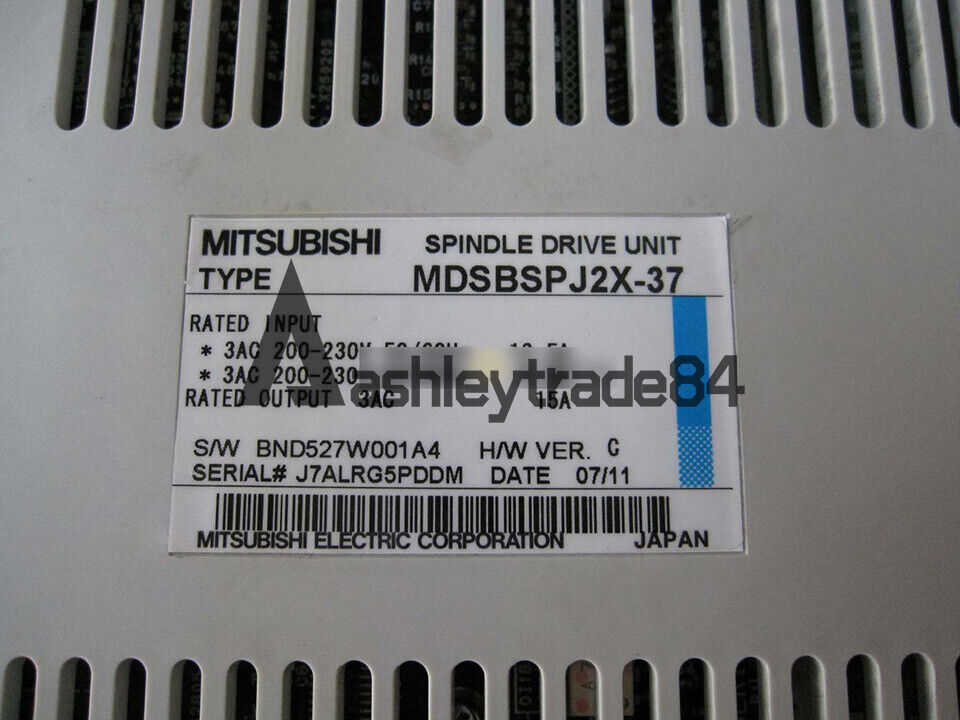 MITSUBISHI SPINDLE DRIVE UNIT
TYPE MDSBSPJ2X-37
RATED INPUT
* 3AC 200-230V
* 3AC 200-230
ashleytrade84
RATED OUTPUT 3AC 15A
S/W BND527W001A4 H/W VER. C
SERIAL# J7ALRG5PDDM DATE 07/11
MITSUBISHI ELECTRIC CORPORATION JAPAN